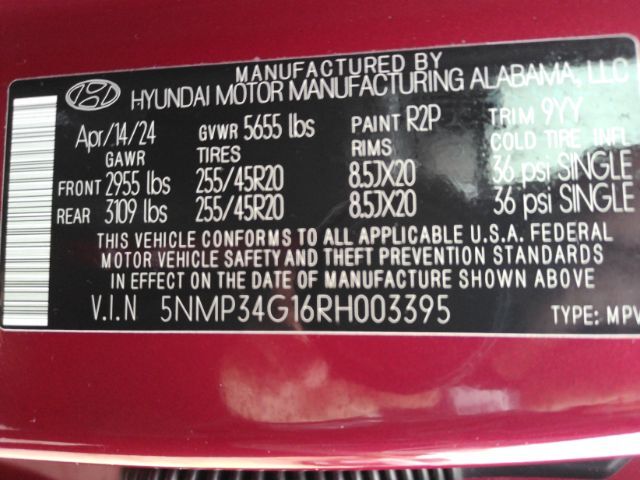 MANUFACTURED BY
HYUNDAI MOTOR MANUFACTURING ALABAMA, LLC
Apr/14/24 GVWR 5655 lbs PAINT R2P TRIM 9YY
GAWR TIRES RIMS COLD TIRE INFL
FRONT 2955 lbs 255/45R20 8.5JX20 36 psi SINGLE
REAR 3109 lbs 255/45R20 8.5JX20 36 psi SINGLE
THIS VEHICLE CONFORMS TO ALL APPLICABLE U.S.A. FEDERAL
MOTOR VEHICLE SAFETY AND THEFT PREVENTION STANDARDS
IN EFFECT ON THE DATE OF MANUFACTURE SHOWN ABOVE
V.I.N 5NMP34G16RH003395 TYPE: MPV